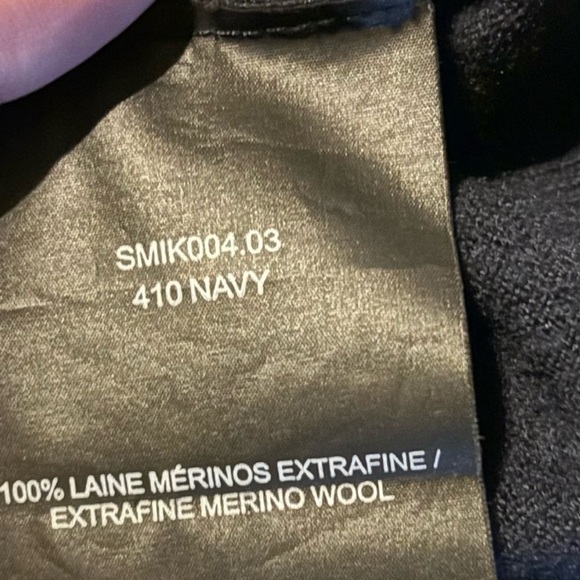 SMIK004.03
410 NAVY
100% LAINE MÉRINOS EXTRAFINE /
EXTRAFINE MERINO WOOL